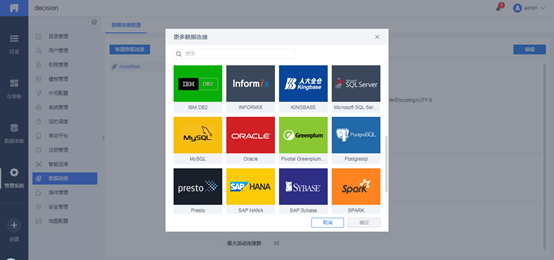 decision
1
admin
目录
仪表板
数据准备
管理系统
创建
目录管理
用户管理
权限管理
模板管理
外观配置
系统管理
定时调度
移动平台
注册管理
智能运维
数据连接
插件管理
安全管理
地图配置
数据连接管理
新建数据连接
编辑
Encoding=UTF-8
最大活动连接数
50
更多数据连接
搜索
IBM DB2
IBM DB2
Informix
INFORMIX
人大金仓
Kingbase
KINGBASE
Microsoft
SQL Server
Microsoft SQL Ser...
MySQL
MySQL
ORACLE
Oracle
Greenplum
Pivotal Greenplum...
PostgreSQL
Postgresql
presto
Presto
SAP HANA
SAP HANA
SYBASE
SAP Sybase
Spark
SPARK
取消
确定